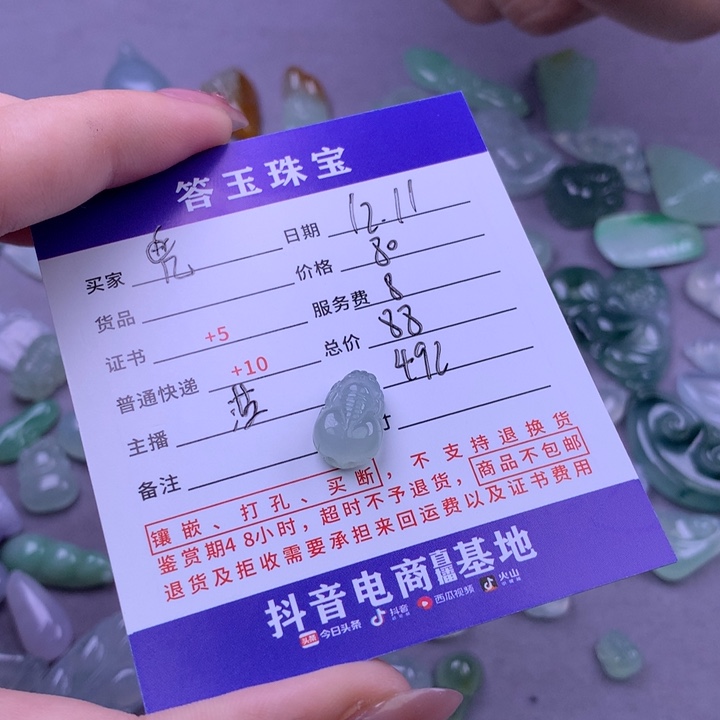 答玉珠宝
买家 日期 12.11
货品 价格 80
证书 +5 服务费 8
普通快递 +10 总价 88
主播 492
备注 寸
镶嵌、打孔、买断，不支持退换货
鉴赏期48小时，超时不予退货，商品不包邮
退货及拒收需要承担来回运费以及证书费用
抖音电商直播基地
头条 今日头条 抖音 西瓜视频 火山